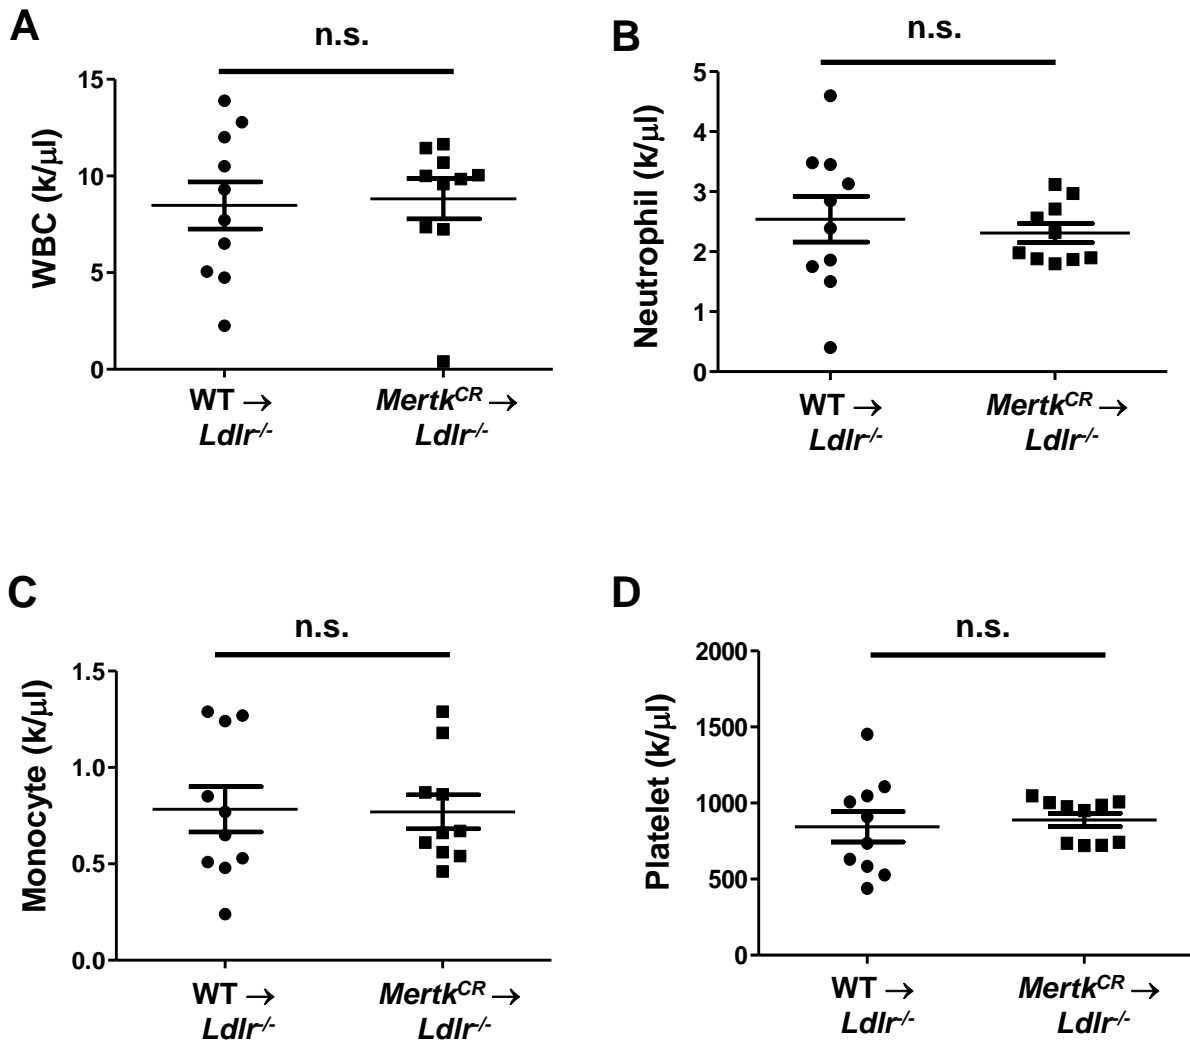 A
n.s.
WBC (k/μl)
15
10
5
0
WT → Ldlr-/-
MertkCR → Ldlr-/-
B
n.s.
Neutrophil (k/μl)
5
4
3
2
1
0
WT →
Ldlr-/-
MertkCR →
Ldlr-/-
C
n.s.
Monocyte (k/μl)
1.5
1.0
0.5
0.0
WT →
Ldlr-/-
MertkCR →
Ldlr-/-
D
n.s.
Platelet (k/μl)
2000
1500
1000
500
0
WT →
Ldlr-/-
MertkCR →
Ldlr-/-